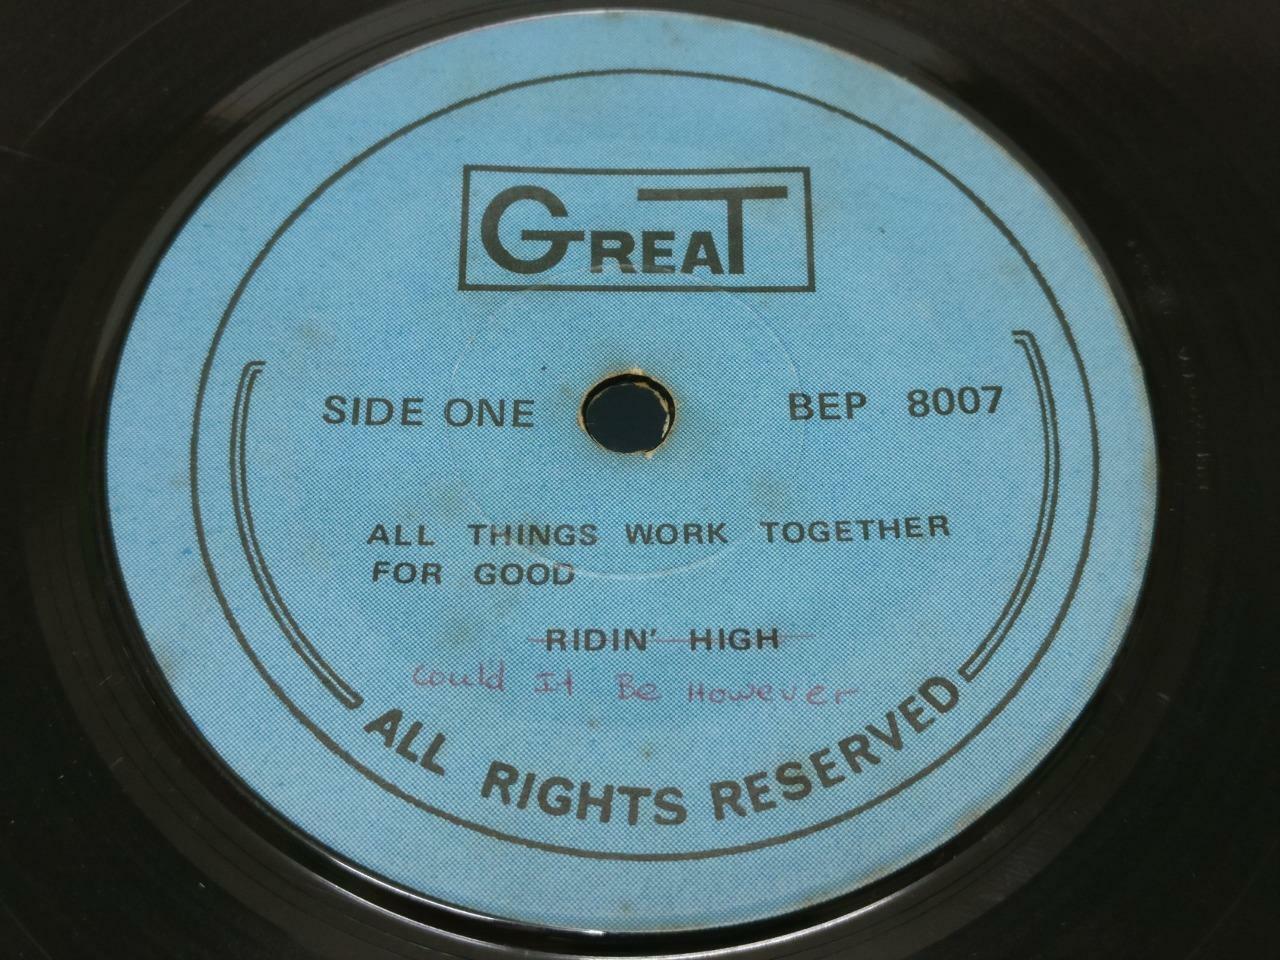 GREAT
SIDE ONE BEP 8007
ALL THINGS WORK TOGETHER
FOR GOOD
RIDIN' HIGH
Could It Be However
ALL RIGHTS RESERVED